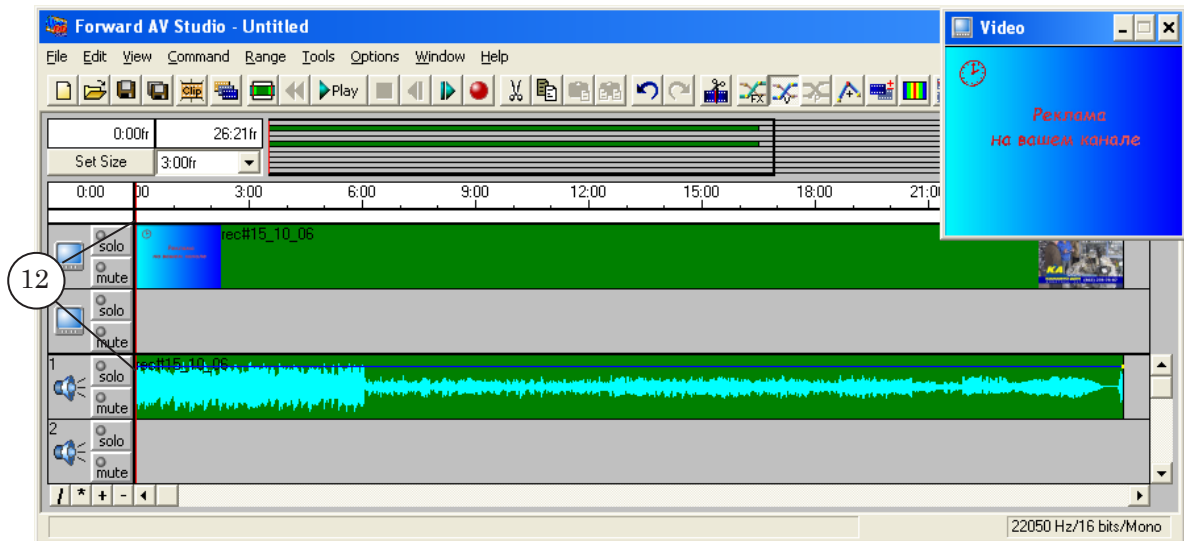 Forward AV Studio - Untitled
Video
File Edit View Command Range Tools Options Window Help
Clip Play FX V
Реклама
на вашем канале
0:00fr 26:21fr
Set Size 3:00fr
0:00 00 3:00 6:00 9:00 12:00 15:00 18:00 21:0
solo
rec#15_10_06
mute
КА
12
solo
mute
1
rec#15_10_06
solo
mute
2
solo
mute
/ * + -
22050 Hz/16 bits/Mono